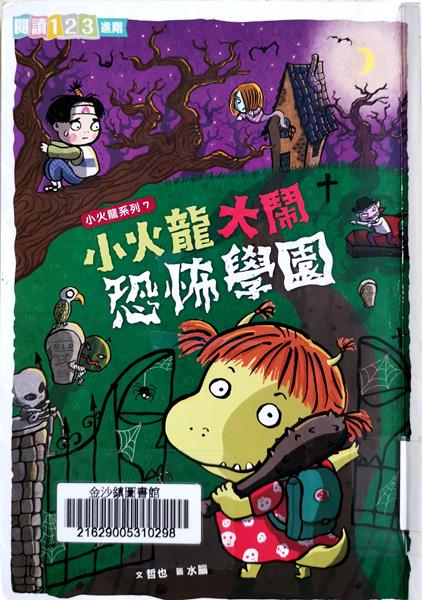 閱讀123進階
小火龍系列 7
小火龍大鬧
恐怖學園
R.I.P.
金沙鎮圖書館
21629005310298
文 哲也 圖 水腦